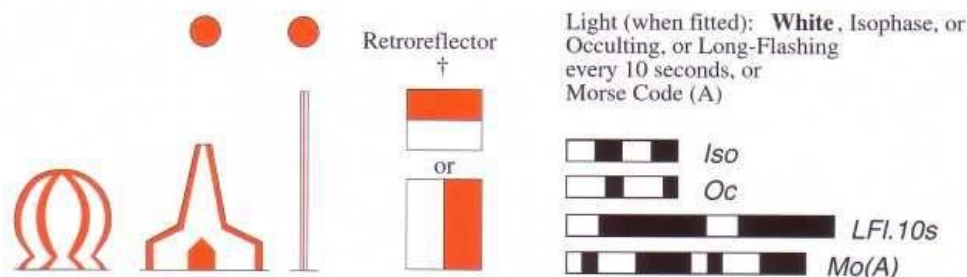 Retroreflector
†
or
Light (when fitted): White, Isophase, or
Occulting, or Long-Flashing
every 10 seconds, or
Morse Code (A)
Iso
Oc
LFl.10s
Mo(A)